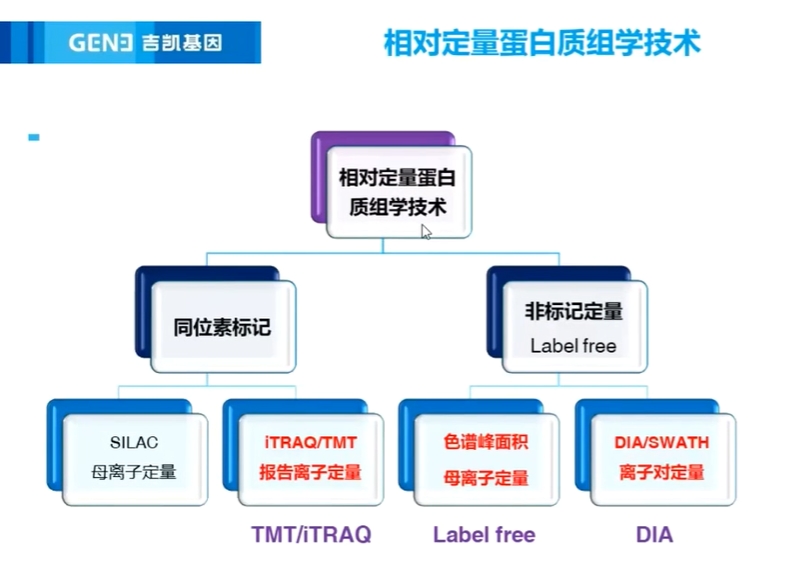 GENE 吉凯基因
相对定量蛋白质组学技术
相对定量蛋白
质组学技术
同位素标记
非标记定量
Label free
SILAC
母离子定量
iTRAQ/TMT
报告离子定量
色谱峰面积
母离子定量
DIA/SWATH
离子对定量
TMT/iTRAQ
Label free
DIA